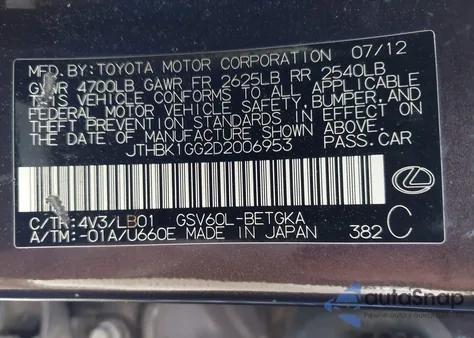 MFD. BY: TOYOTA MOTOR CORPORATION 07/12
GVWR 4700LB GAWR FR 2625LB RR 2540LB
THIS VEHICLE CONFORMS TO ALL APPLICABLE
FEDERAL MOTOR VEHICLE SAFETY, BUMPER, AND
THEFT PREVENTION STANDARDS IN EFFECT ON
THE DATE OF MANUFACTURE SHOWN ABOVE.
JTHBK1GG2D2006953 PASS.CAR
C/TR:4V3/LB01 GSV60L-BETGKA
A/TM:-01A/U660E MADE IN JAPAN 382 C
autoSnap